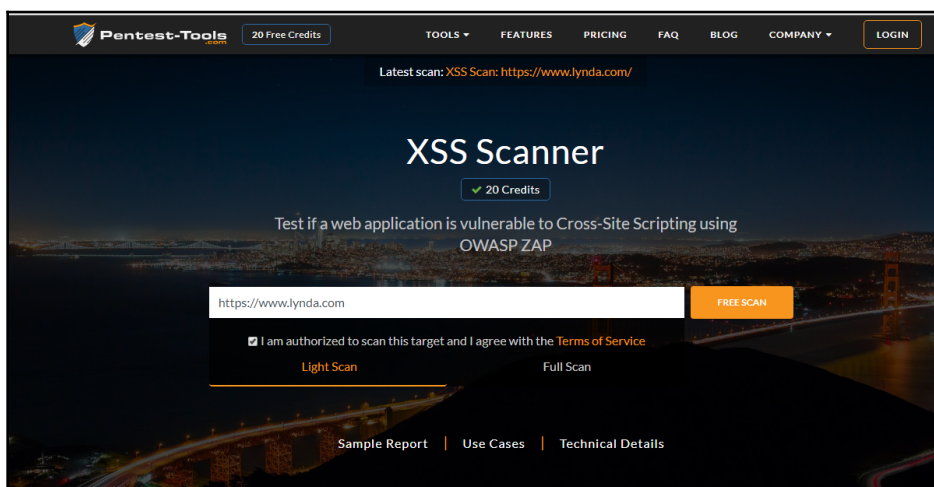 Pentest-Tools
.com
20 Free Credits
TOOLS
FEATURES
PRICING
FAQ
BLOG
COMPANY
LOGIN
Latest scan: XSS Scan: https://www.lynda.com/
XSS Scanner
20 Credits
Test if a web application is vulnerable to Cross-Site Scripting using
OWASP ZAP
https://www.lynda.com
FREE SCAN
I am authorized to scan this target and I agree with the Terms of Service
Light Scan
Full Scan
Sample Report
Use Cases
Technical Details